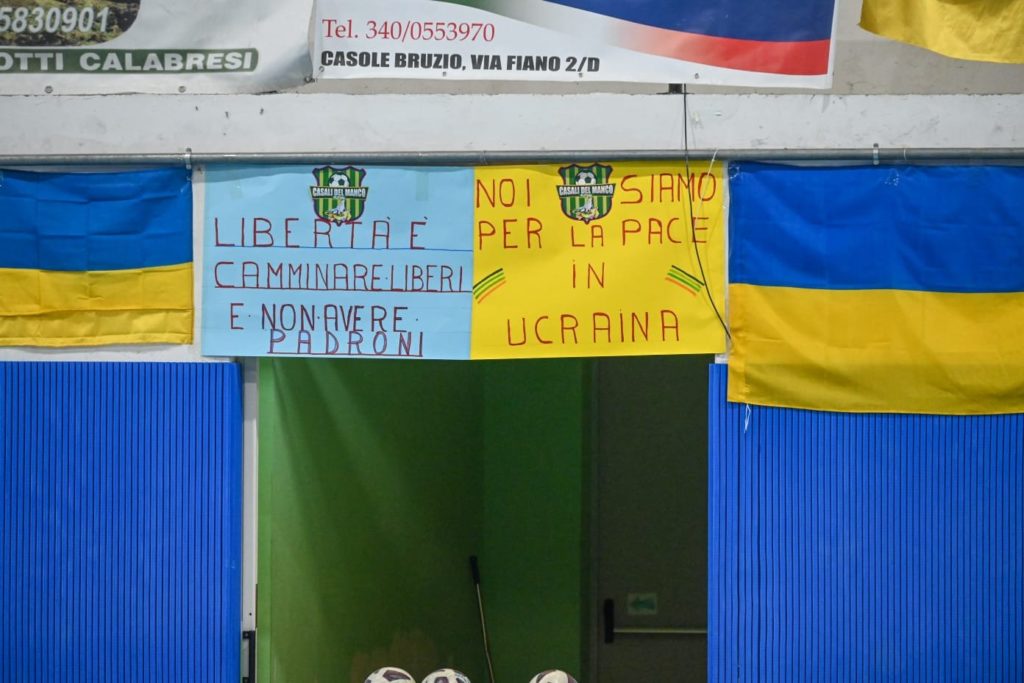 5830901
OTTI CALABRESI
Tel. 340/0553970
CASOLE BRUZIO, VIA FIANO 2/D
CASALI DEL MANCO
LIBERTÀ È
CAMMINARE·LIBERI
E·NON·AVERE·
PADRONI
CASALI DEL MANCO
NOI SIAMO
PER LA PACE
iN
UCRAiNA